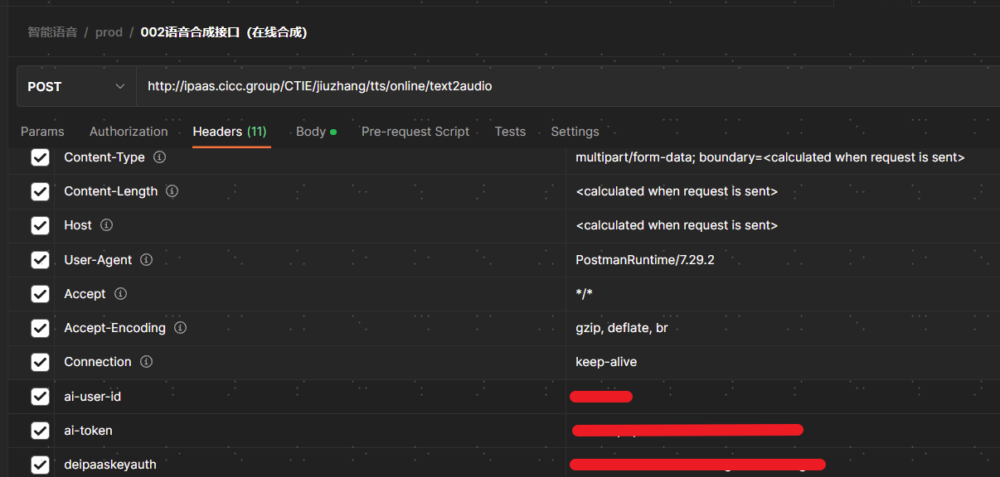 智能语音 / prod / 002语音合成接口（在线合成）
POST http://ipaas.cicc.group/CTIE/jiuzhang/tts/online/text2audio
Params Authorization Headers (11) Body Pre-request Script Tests Settings
Content-Type multipart/form-data; boundary=<calculated when request is sent>
Content-Length <calculated when request is sent>
Host <calculated when request is sent>
User-Agent PostmanRuntime/7.29.2
Accept */*
Accept-Encoding gzip, deflate, br
Connection keep-alive
ai-user-id
ai-token
deipaaskeyauth